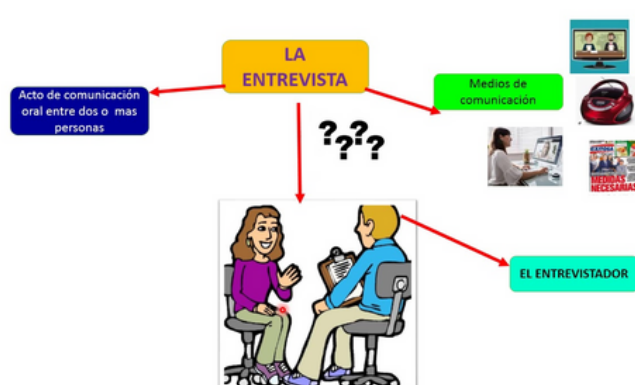 LA
ENTREVISTA
Acto de comunicación
oral entre dos o mas
personas
Medios de
comunicación
????
MEDIDAS
NECESARIAS
EL ENTREVISTADOR